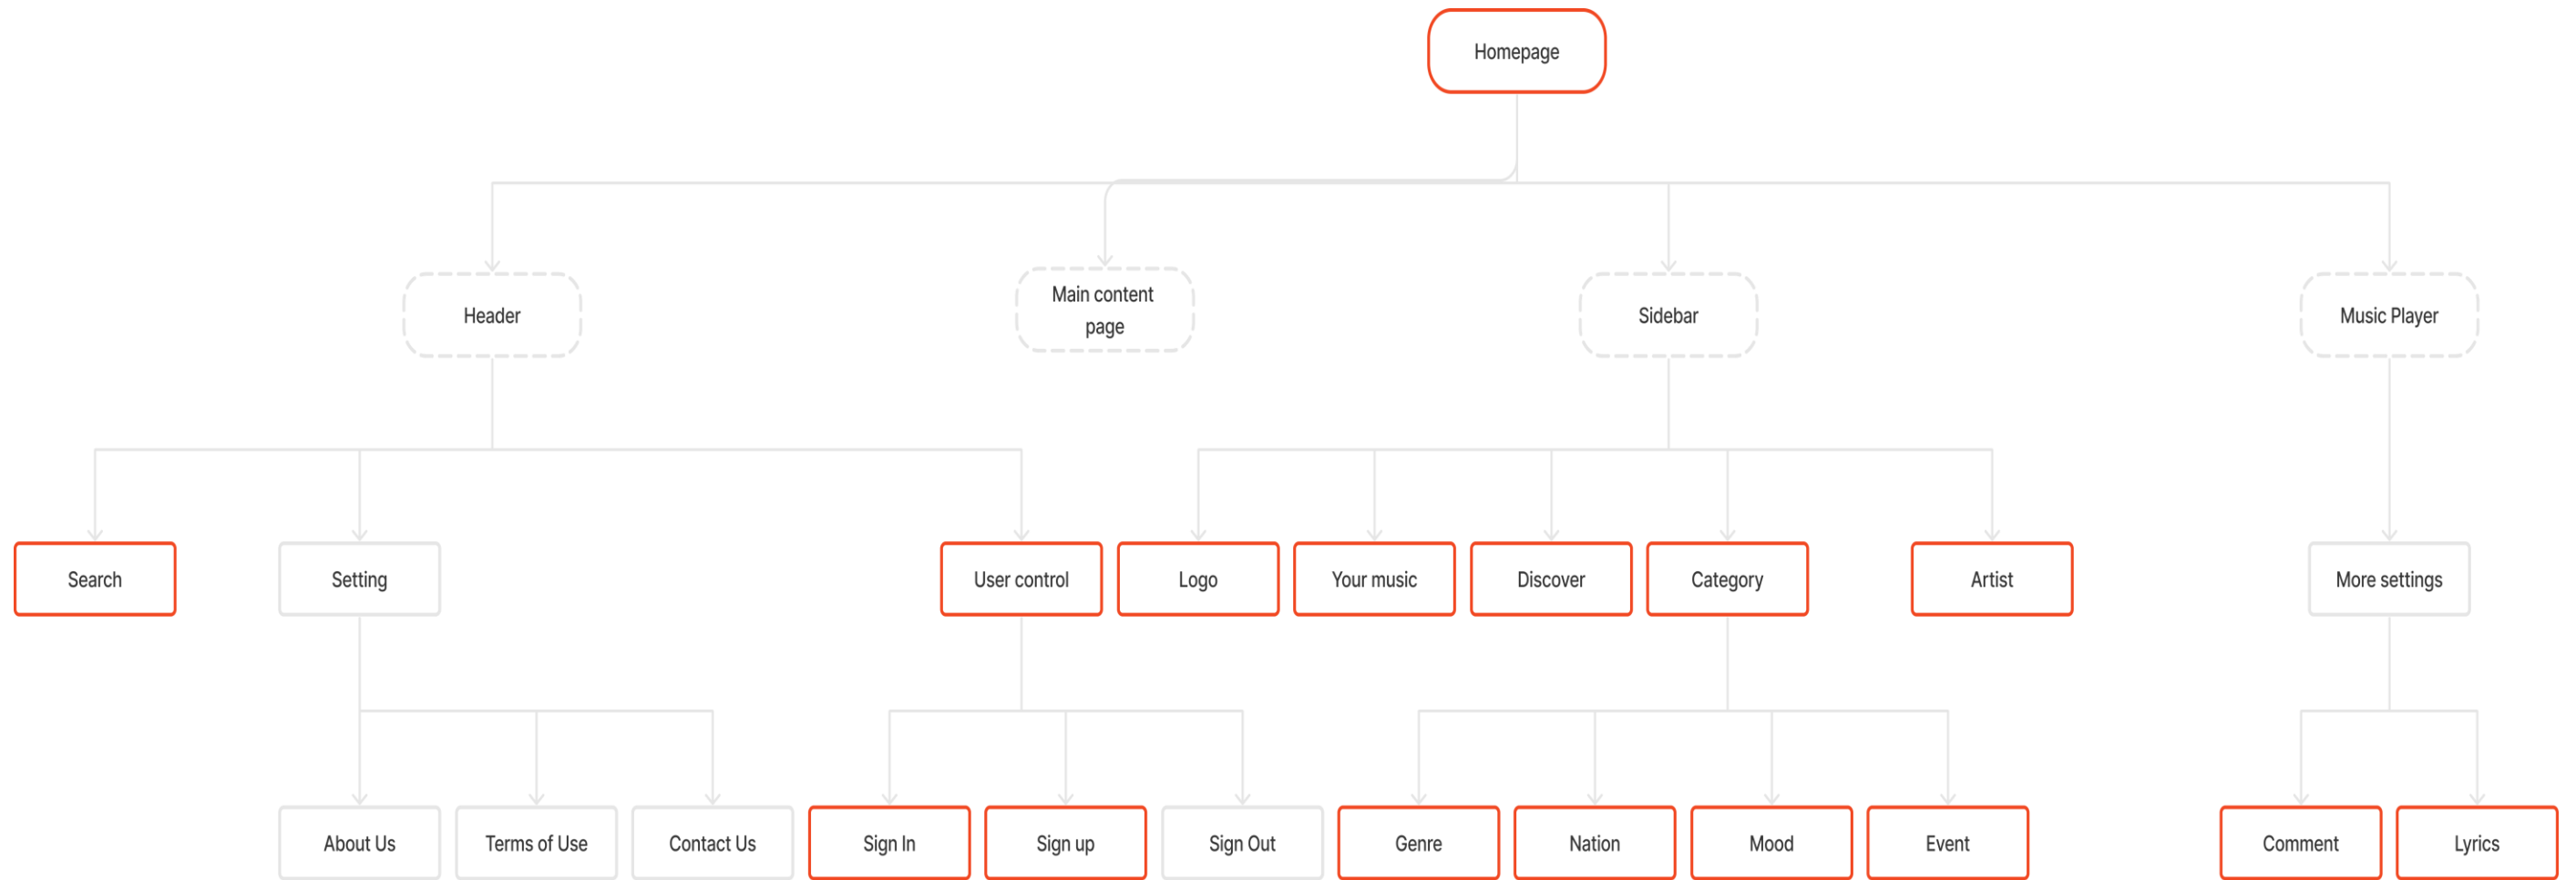 Homepage
Header
Main content
page
Sidebar
Music Player
Search
Setting
User control
Logo
Your music
Discover
Category
Artist
More settings
About Us
Terms of Use
Contact Us
Sign In
Sign up
Sign Out
Genre
Nation
Mood
Event
Comment
Lyrics